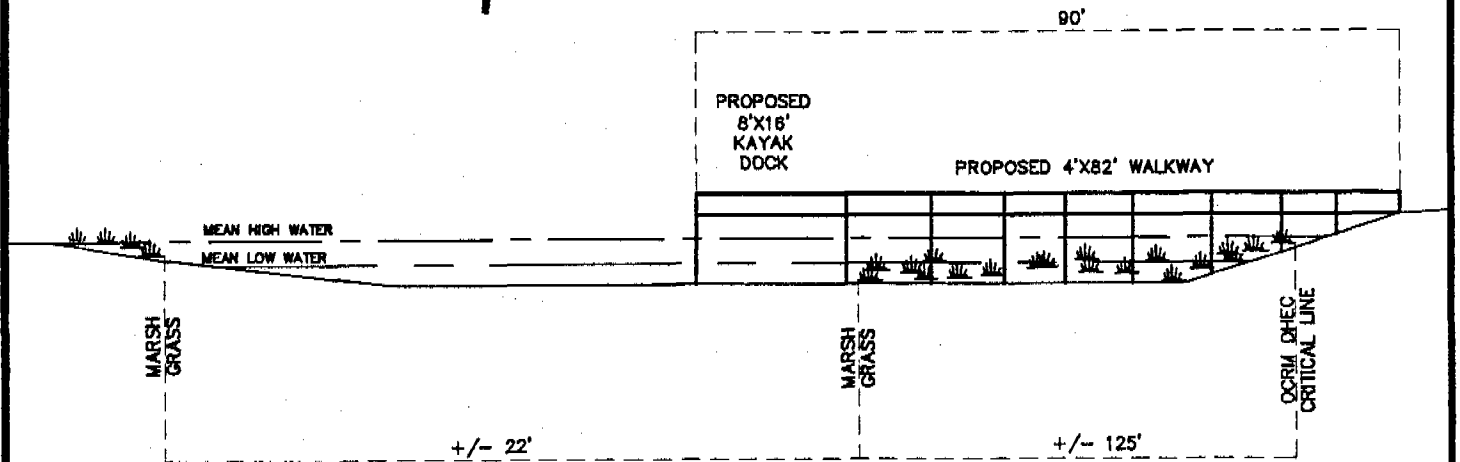 90'
PROPOSED
8'X16'
KAYAK
DOCK
PROPOSED 4'X82' WALKWAY
MEAN HIGH WATER
MEAN LOW WATER
MARSH
GRASS
MARSH
GRASS
OCRM DHEC
CRITICAL LINE
+/- 22'
+/- 125'